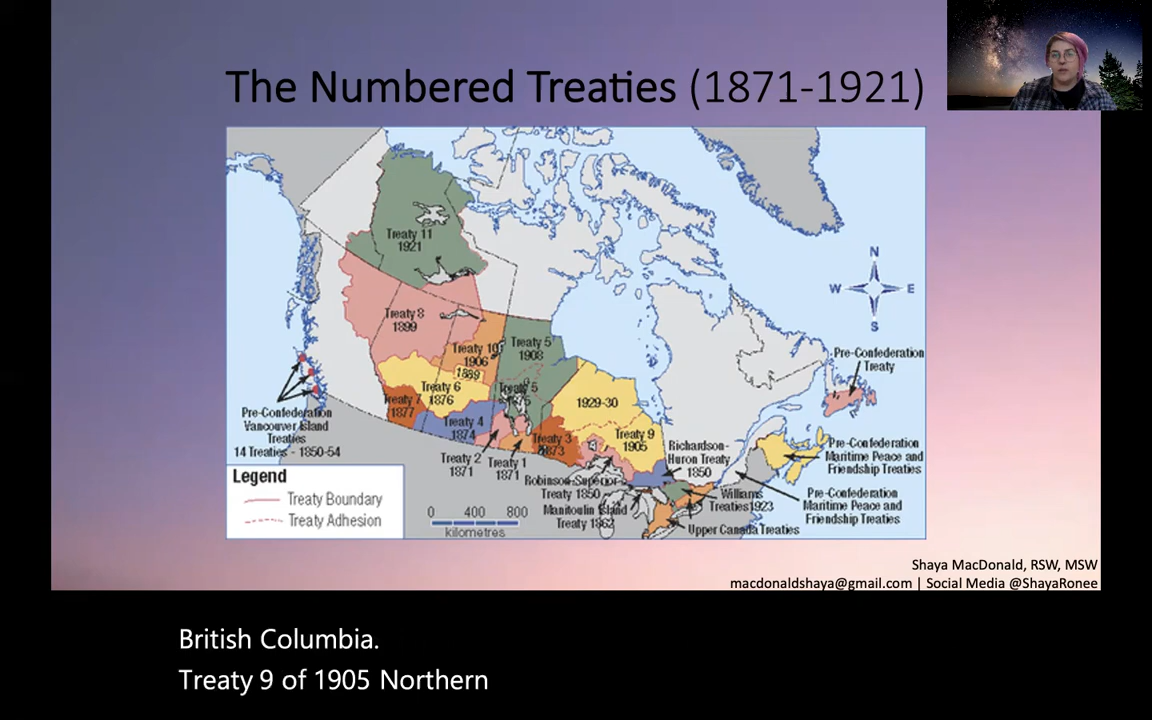 The Numbered Treaties (1871-1921)
Treaty 11
1921
Treaty 8
1899
Treaty 10
1906
1889
Treaty 5
1908
Treaty 6
1876
Treaty 5
1875
Treaty 7
1877
Treaty 4
1874
Treaty 2
1871
Treaty 1
1871
Treaty 3
1873
1929-30
Treaty 9
1905
Richardson-
Huron Treaty
1850
Robinson-Superior
Treaty 1850
Manitoulin Island
Treaty 1862
Williams
Treaties1923
Upper Canada Treaties
Pre-Confederation
Treaty
Pre-Confederation
Maritime Peace and
Friendship Treaties
Pre-Confederation
Maritime Peace and
Friendship Treaties
Pre-Confederation
Vancouver Island
Treaties
14 Treaties - 1850-54
N
W
E
S
Legend
Treaty Boundary
Treaty Adhesion
0 400 800
kilometres
Shaya MacDonald, RSW, MSW
macdonaldshaya@gmail.com | Social Media @ShayaRonee
British Columbia.
Treaty 9 of 1905 Northern